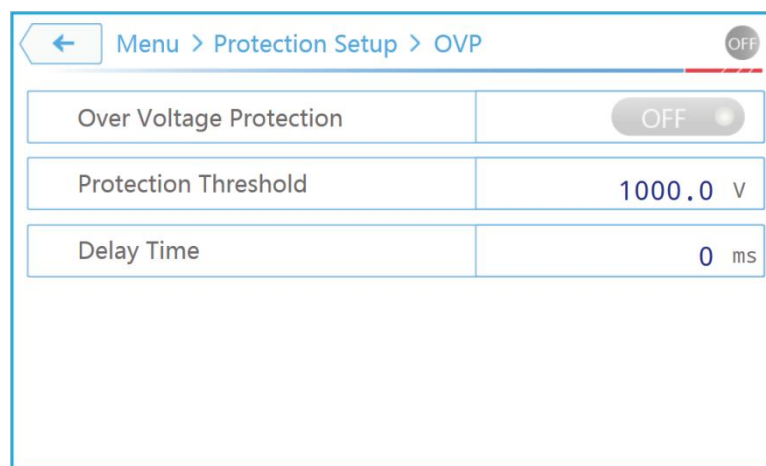 Menu > Protection Setup > OVP OFF
Over Voltage Protection OFF
Protection Threshold 1000.0 V
Delay Time 0 ms